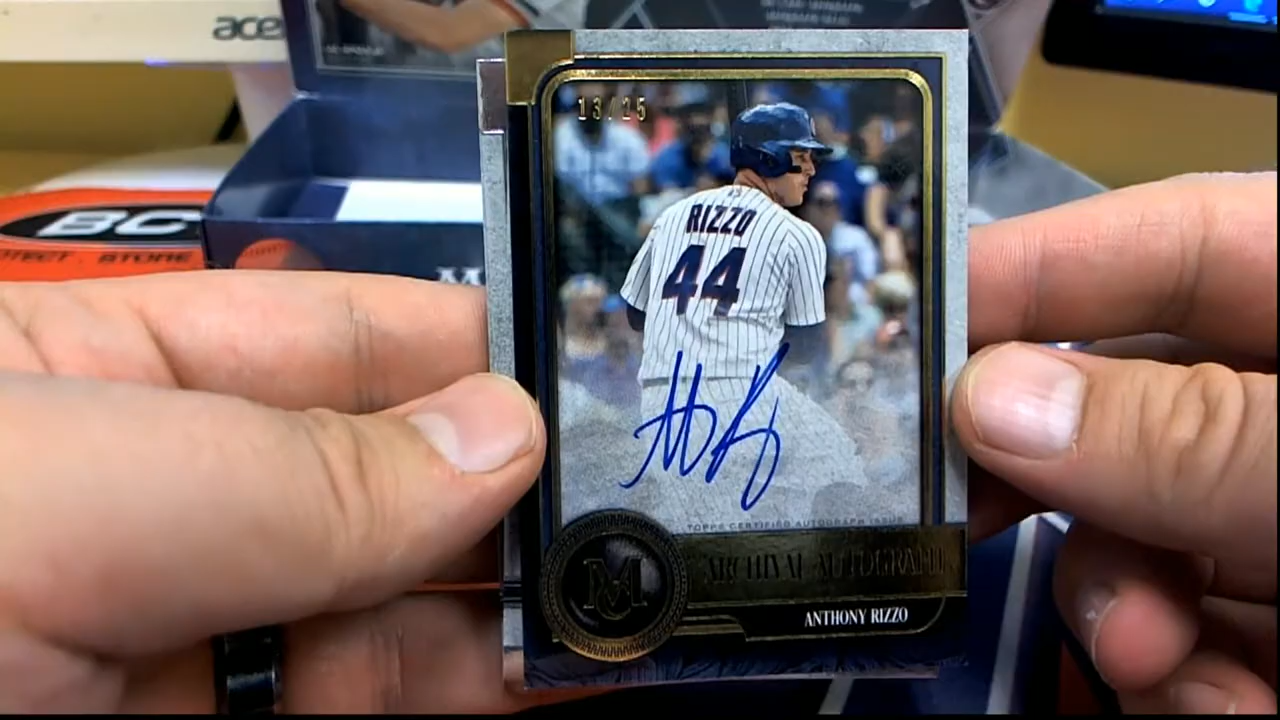 acer
13/25
RIZZO
44
BC
TOPPS CERTIFIED AUTOGRAPH ISSUE
M
ARCHIVAL AUTOGRAPH
ANTHONY RIZZO